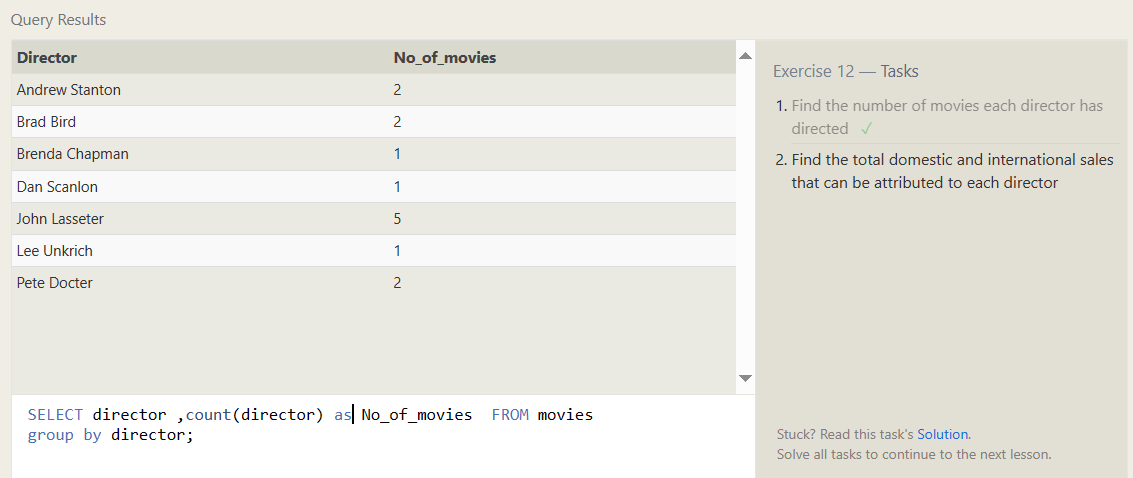 Query Results
Director No_of_movies
Andrew Stanton 2
Brad Bird 2
Brenda Chapman 1
Dan Scanlon 1
John Lasseter 5
Lee Unkrich 1
Pete Docter 2
SELECT director ,count(director) as No_of_movies  FROM movies
group by director;
Exercise 12 — Tasks
1. Find the number of movies each director has
directed ✓
2. Find the total domestic and international sales
that can be attributed to each director
Stuck? Read this task's Solution.
Solve all tasks to continue to the next lesson.